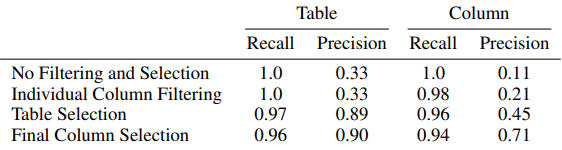 Table Column
Recall Precision Recall Precision
No Filtering and Selection 1.0 0.33 1.0 0.11
Individual Column Filtering 1.0 0.33 0.98 0.21
Table Selection 0.97 0.89 0.96 0.45
Final Column Selection 0.96 0.90 0.94 0.71